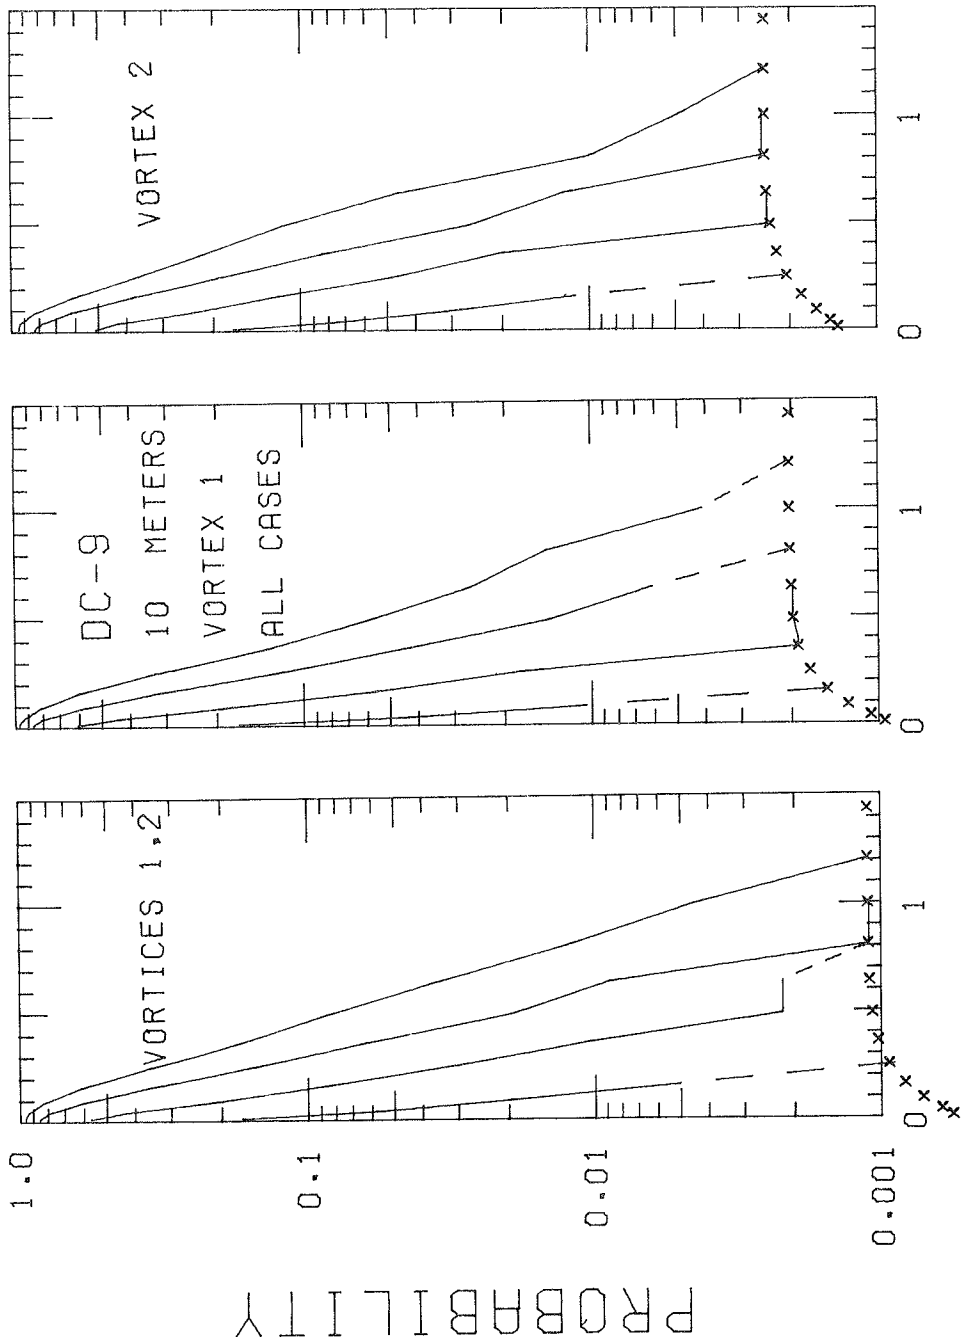 PROBABILITY
1.0
0.1
0.01
0.001
VORTICES 1,2
0
1
DC-9
10 METERS
VORTEX 1
ALL CASES
0
1
VORTEX 2
0
1